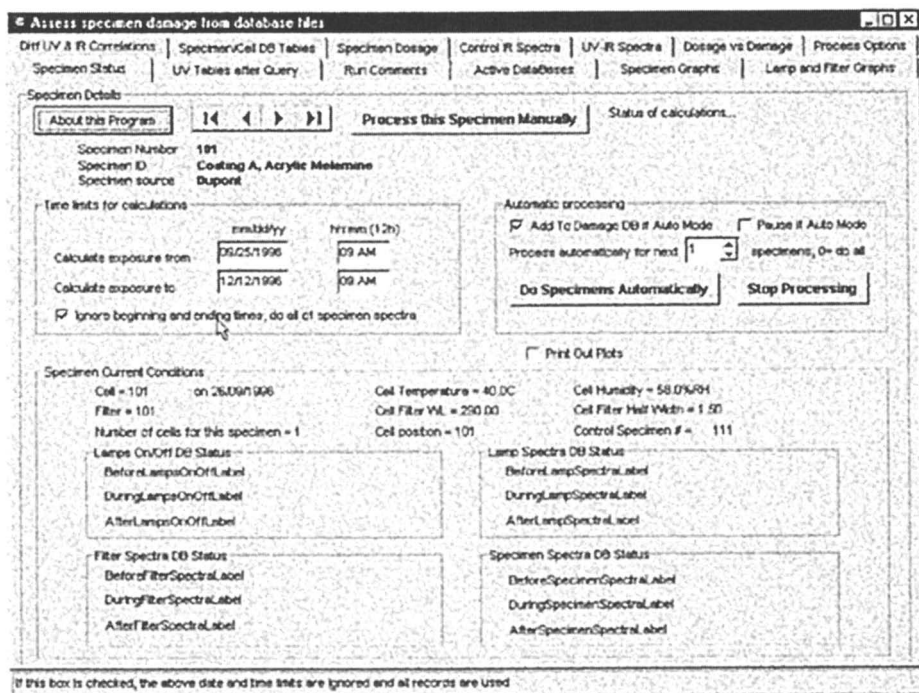 Assess specimen damage from database files
Diff UV & IR Correlations Specimen/Cell DB Tables Specimen Dosage Control IR Spectra UV-IR Spectra Dosage vs Damage Process Options
Specimen Status UV Tables after Query Run Comments Active DataBases Specimen Graphs Lamp and Filter Graphs
Specimen Details
About this Program Process this Specimen Manually Status of calculations...
Specimen Number 101
Specimen ID Coating A, Acrylic Melemine
Specimen source Dupont
Time limits for calculations
mm/dd/yy hh:mm (12h)
Calculate exposure from 09/25/1996 09 AM
Calculate exposure to 12/12/1996 09 AM
Ignore beginning and ending times, do all of specimen spectra
Automatic processing
Add To Damage DB if Auto Mode Pause if Auto Mode
Process automatically for next 1 specimens, 0= do all
Do Specimens Automatically Stop Processing
Print Out Plots
Specimen Current Conditions
Cell = 101 on 26/09/1996 Cell Temperature = 40.0C Cell Humidity = 58.0%RH
Filter = 101 Cell Filter WL = 290.00 Cell Filter Half Width = 1.50
Number of cells for this specimen = 1 Cell position = 101 Control Specimen # = 111
Lamps On/Off DB Status
BeforeLampsOnOffLabel
DuringLampsOnOffLabel
AfterLampsOnOffLabel
Lamp Spectra DB Status
BeforeLampSpectraLabel
DuringLampSpectraLabel
AfterLampSpectraLabel
Filter Spectra DB Status
BeforeFilterSpectraLabel
DuringFilterSpectraLabel
AfterFilterSpectraLabel
Specimen Spectra DB Status
BeforeSpecimenSpectraLabel
DuringSpecimenSpectraLabel
AfterSpecimenSpectraLabel
If this box is checked, the above date and time limits are ignored and all records are used